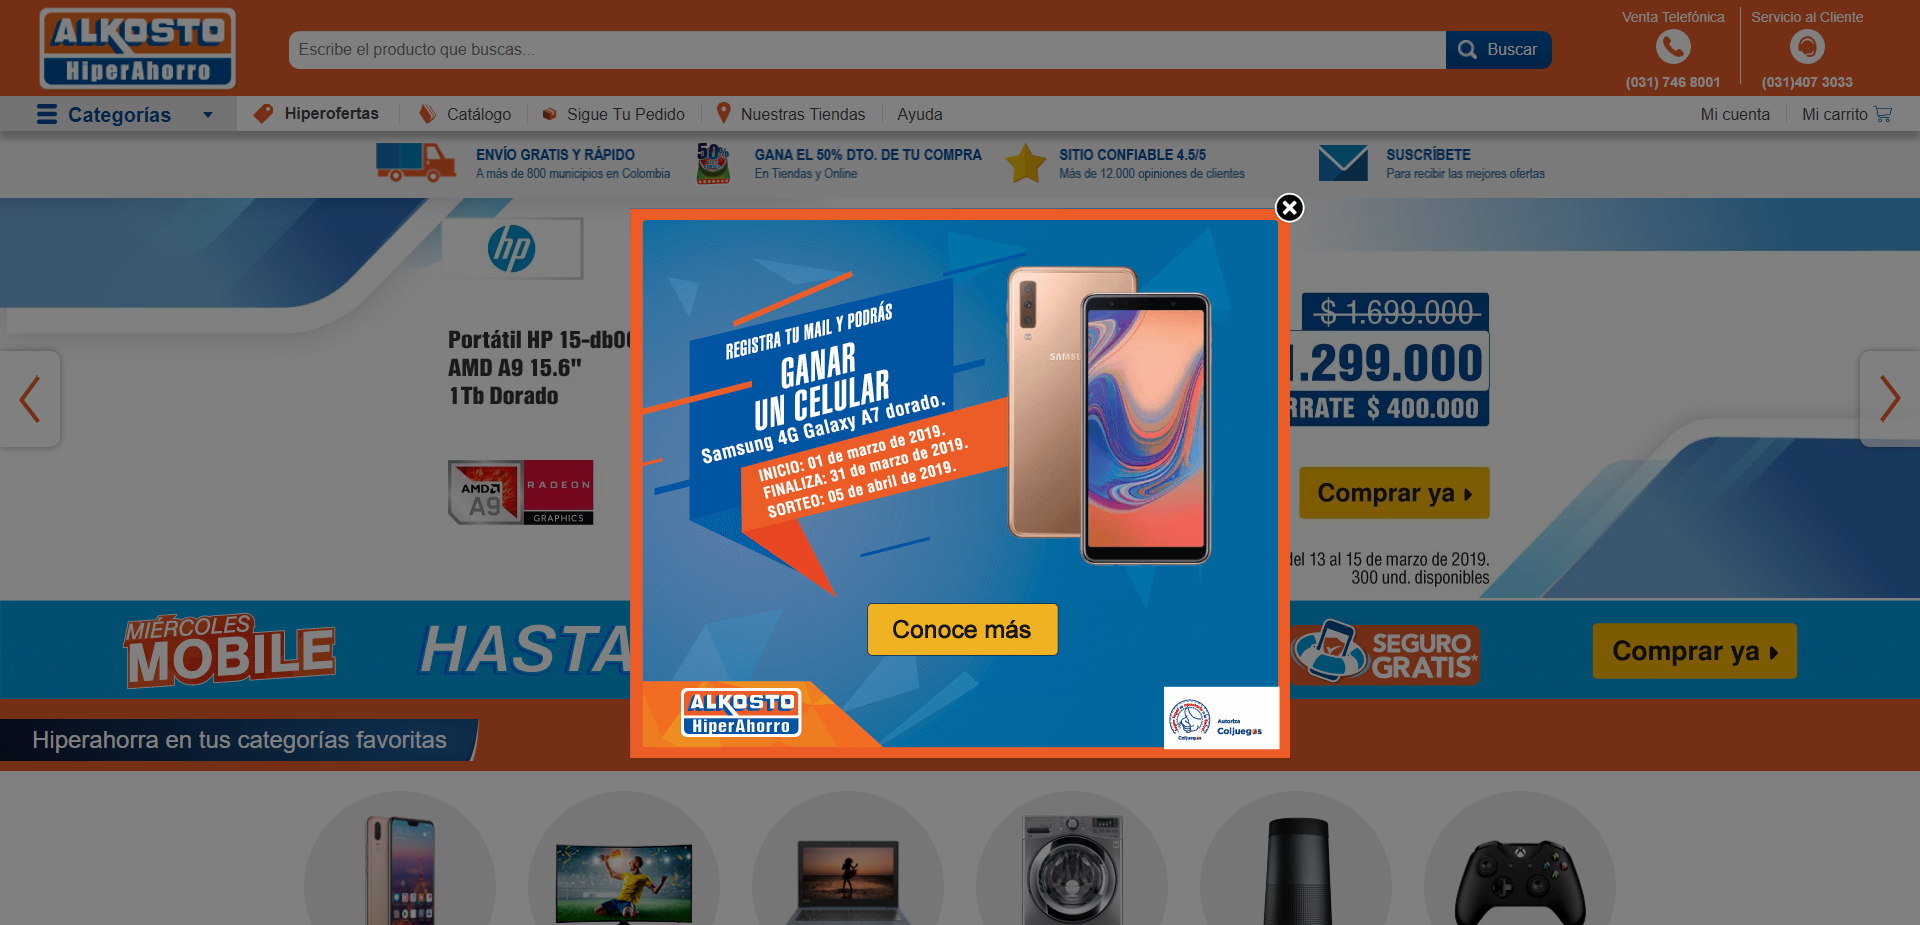 ALKOSTO
HiperAhorro
Escribe el producto que buscas...
Buscar
Venta Telefónica
(031) 746 8001
Servicio al Cliente
(031)407 3033
Categorías
Hiperofertas
Catálogo
Sigue Tu Pedido
Nuestras Tiendas
Ayuda
Mi cuenta
Mi carrito
ENVÍO GRATIS Y RÁPIDO
A más de 800 municipios en Colombia
50%
GANA EL 50% DTO. DE TU COMPRA
En Tiendas y Online
SITIO CONFIABLE 4.5/5
Más de 12.000 opiniones de clientes
SUSCRÍBETE
Para recibir las mejores ofertas
hp
Portátil HP 15-db00
AMD A9 15.6"
1Tb Dorado
AMD
A9
RADEON
GRAPHICS
REGISTRA TU MAIL Y PODRÁS
GANAR
UN CELULAR
Samsung 4G Galaxy A7 dorado.
INICIO: 01 de marzo de 2019.
FINALIZA: 31 de marzo de 2019.
SORTEO: 05 de abril de 2019.
SAMSU
Conoce más
ALKOSTO
HiperAhorro
Coljuegos
Autoriza
Coljuegos
$ 1.699.000
1.299.000
RRATE $ 400.000
Comprar ya
del 13 al 15 de marzo de 2019.
300 und. disponibles
MIÉRCOLES
MOBILE
HASTA
SEGURO
GRATIS*
Comprar ya
Hiperahorra en tus categorías favoritas